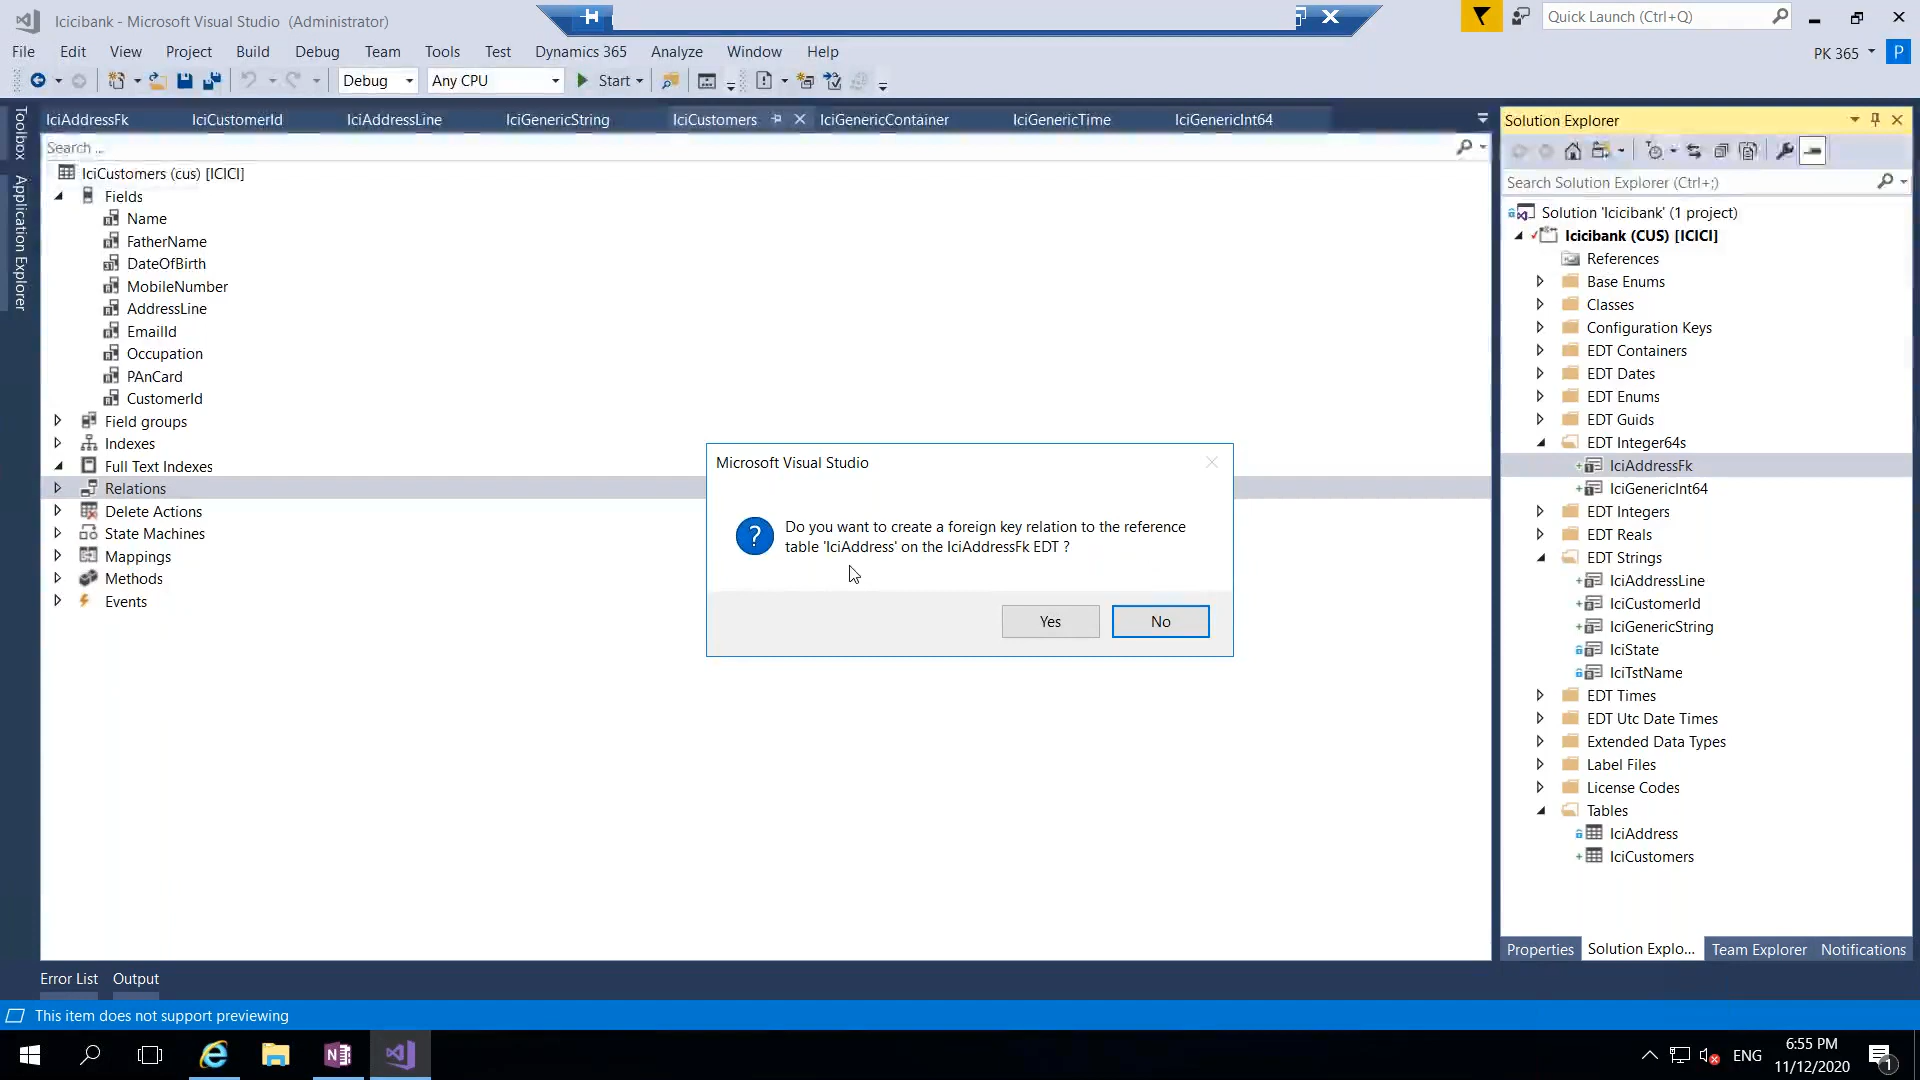 Icicibank - Microsoft Visual Studio (Administrator)
Quick Launch (Ctrl+Q)
File Edit View Project Build Debug Team Tools Test Dynamics 365 Analyze Window Help
PK 365
P
Debug
Any CPU
Start
Toolbox
Application Explorer
IciAddressFk IciCustomerId IciAddressLine IciGenericString IciCustomers IciGenericContainer IciGenericTime IciGenericInt64
Search ...
IciCustomers (cus) [ICICI]
Fields
Name
FatherName
DateOfBirth
MobileNumber
AddressLine
EmailId
Occupation
PAnCard
CustomerId
Field groups
Indexes
Full Text Indexes
Relations
Delete Actions
State Machines
Mappings
Methods
Events
Microsoft Visual Studio
Do you want to create a foreign key relation to the reference
table 'IciAddress' on the IciAddressFk EDT ?
Yes
No
Solution Explorer
Search Solution Explorer (Ctrl+;)
Solution 'Icicibank' (1 project)
Icicibank (CUS) [ICICI]
References
Base Enums
Classes
Configuration Keys
EDT Containers
EDT Dates
EDT Enums
EDT Guids
EDT Integer64s
IciAddressFk
IciGenericInt64
EDT Integers
EDT Reals
EDT Strings
IciAddressLine
IciCustomerId
IciGenericString
IciState
IciTstName
EDT Times
EDT Utc Date Times
Extended Data Types
Label Files
License Codes
Tables
IciAddress
IciCustomers
Properties Solution Explo... Team Explorer Notifications
Error List Output
This item does not support previewing
ENG
6:55 PM
11/12/2020
1